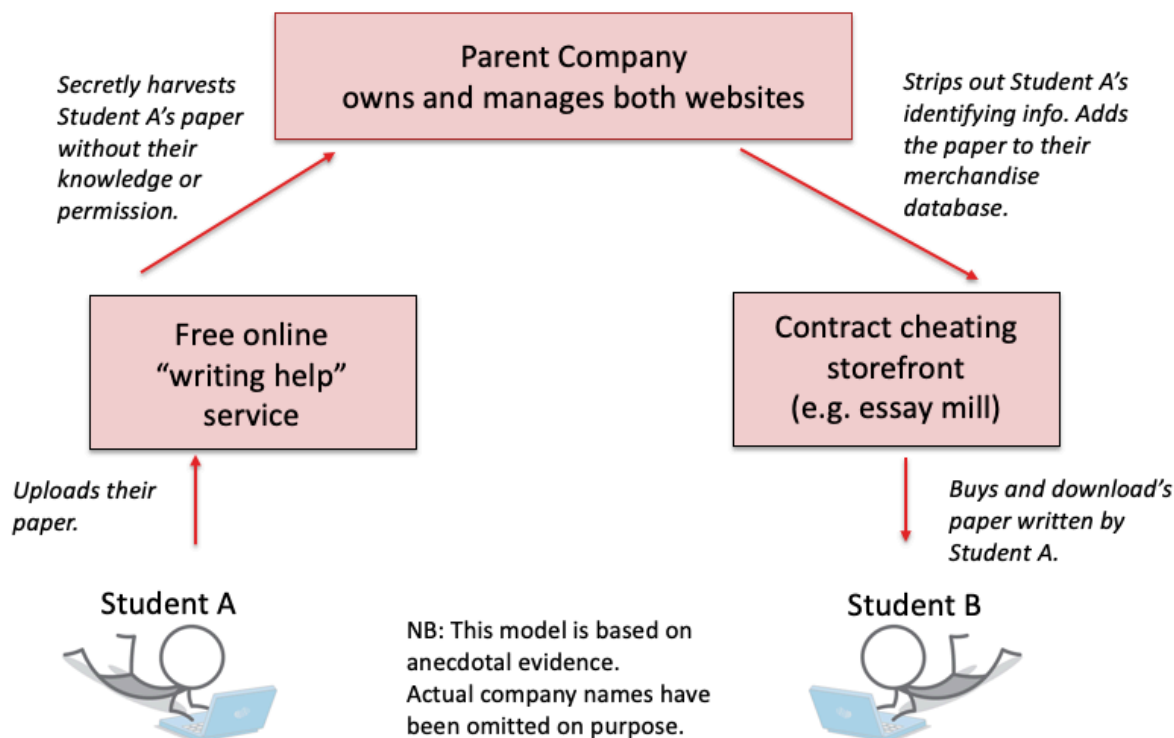 Parent Company
owns and manages both websites
Secretly harvests
Student A’s paper
without their
knowledge or
permission.
Strips out Student A’s
identifying info. Adds
the paper to their
merchandise
database.
Free online
“writing help”
service
Contract cheating
storefront
(e.g. essay mill)
Uploads their
paper.
Buys and download’s
paper written by
Student A.
Student A
Student B
NB: This model is based on
anecdotal evidence.
Actual company names have
been omitted on purpose.